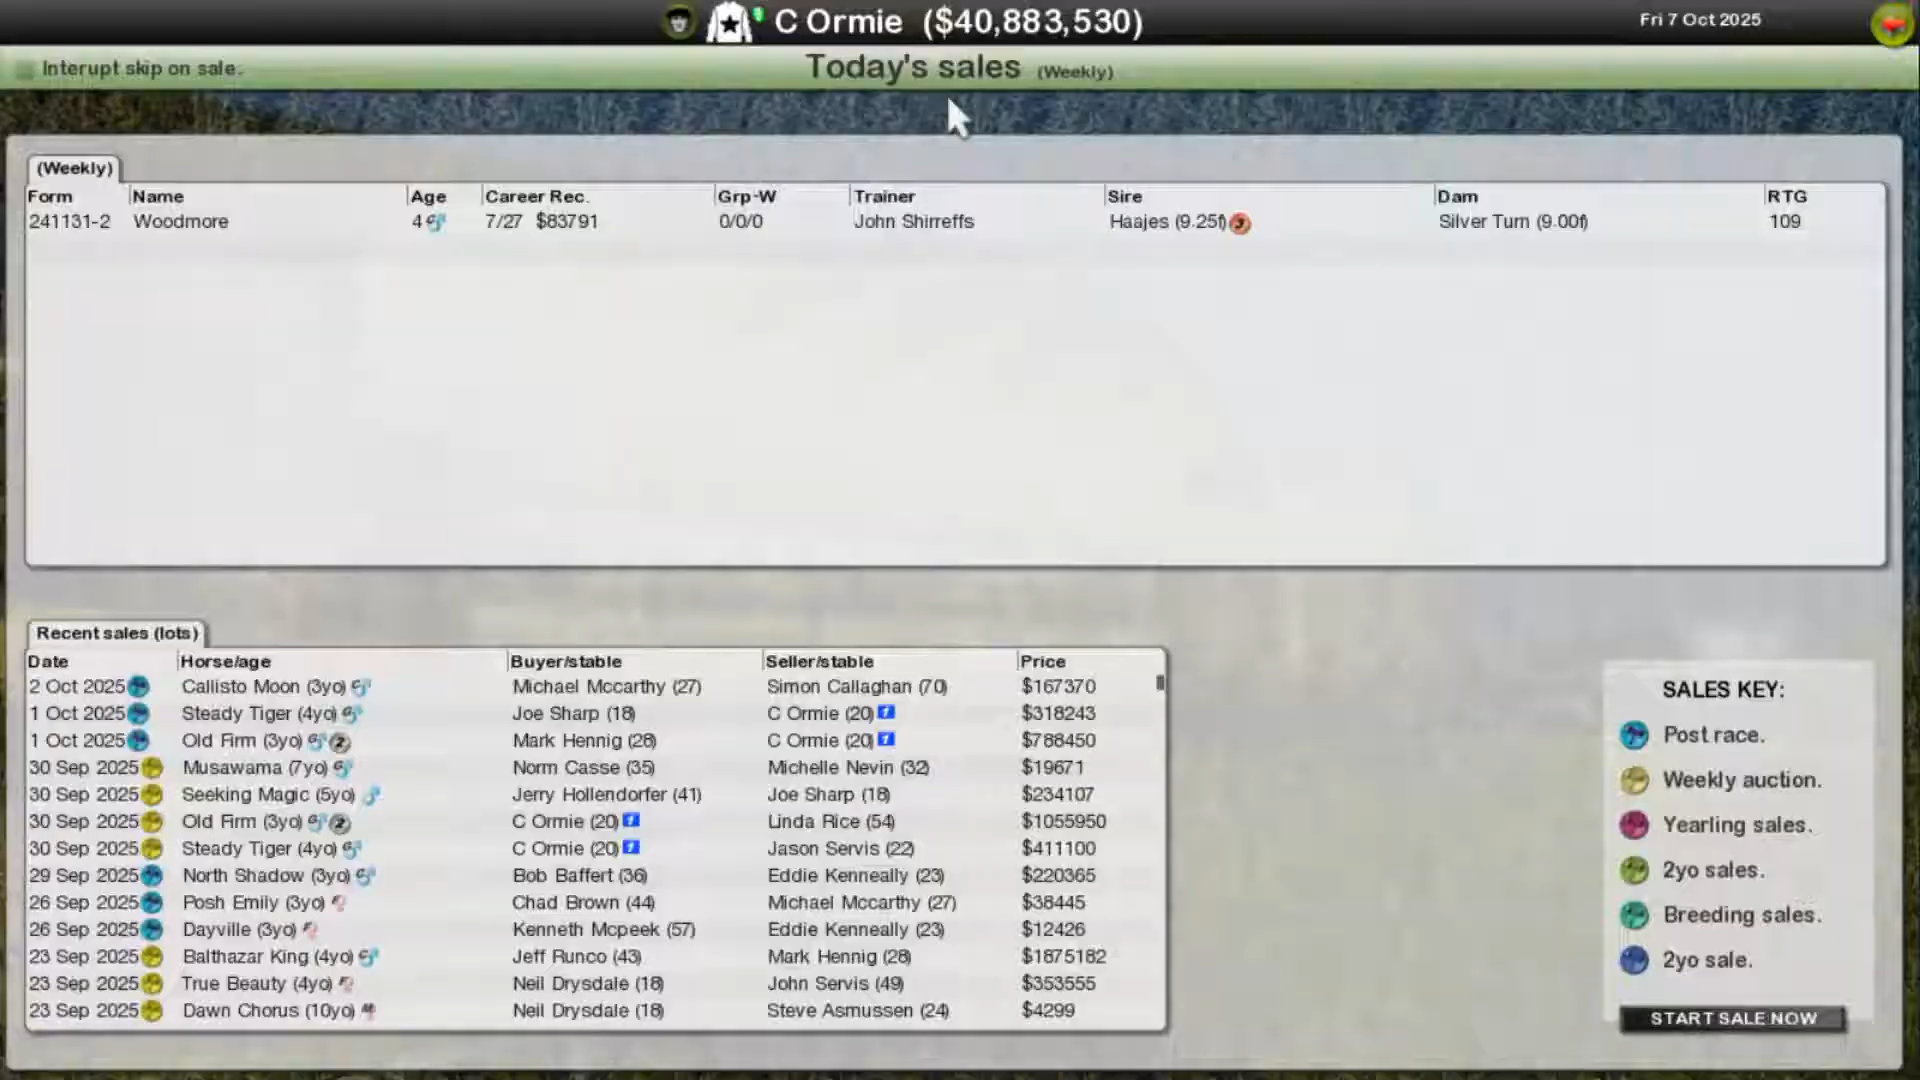 C Ormie ($40,883,530)
Fri 7 Oct 2025
Interupt skip on sale.
Today's sales (Weekly)
(Weekly)
Form Name Age Career Rec. Grp-W Trainer Sire Dam RTG
241131-2 Woodmore 4 7/27 $83791 0/0/0 John Shirreffs Haajes (9.25f) 3 Silver Turn (9.00f) 109
Recent sales (lots)
Date Horse/age Buyer/stable Seller/stable Price
2 Oct 2025 Callisto Moon (3yo) Michael Mccarthy (27) Simon Callaghan (70) $167370
1 Oct 2025 Steady Tiger (4yo) Joe Sharp (18) C Ormie (20) 1 $318243
1 Oct 2025 Old Firm (3yo) 2 Mark Hennig (28) C Ormie (20) 1 $788450
30 Sep 2025 Musawama (7yo) Norm Casse (35) Michelle Nevin (32) $19671
30 Sep 2025 Seeking Magic (5yo) Jerry Hollendorfer (41) Joe Sharp (18) $234107
30 Sep 2025 Old Firm (3yo) 2 C Ormie (20) 1 Linda Rice (54) $1055950
30 Sep 2025 Steady Tiger (4yo) C Ormie (20) 1 Jason Servis (22) $411100
29 Sep 2025 North Shadow (3yo) Bob Baffert (36) Eddie Kenneally (23) $220365
26 Sep 2025 Posh Emily (3yo) Chad Brown (44) Michael Mccarthy (27) $38445
26 Sep 2025 Dayville (3yo) Kenneth Mcpeek (57) Eddie Kenneally (23) $12426
23 Sep 2025 Balthazar King (4yo) Jeff Runco (43) Mark Hennig (28) $1875182
23 Sep 2025 True Beauty (4yo) Neil Drysdale (18) John Servis (49) $353555
23 Sep 2025 Dawn Chorus (10yo) Neil Drysdale (18) Steve Asmussen (24) $4299
SALES KEY:
Post race.
Weekly auction.
Yearling sales.
2yo sales.
Breeding sales.
2yo sale.
START SALE NOW